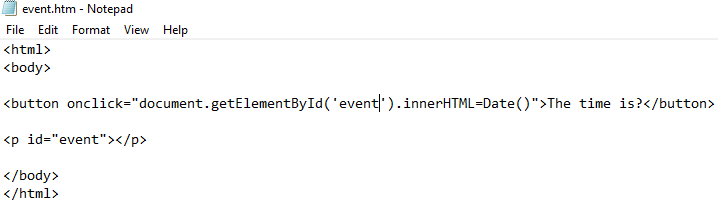 event.htm - Notepad
File Edit Format View Help
<html>
<body>
<button onclick="document.getElementById('event').innerHTML=Date()">The time is?</button>
<p id="event"></p>
</body>
</html>